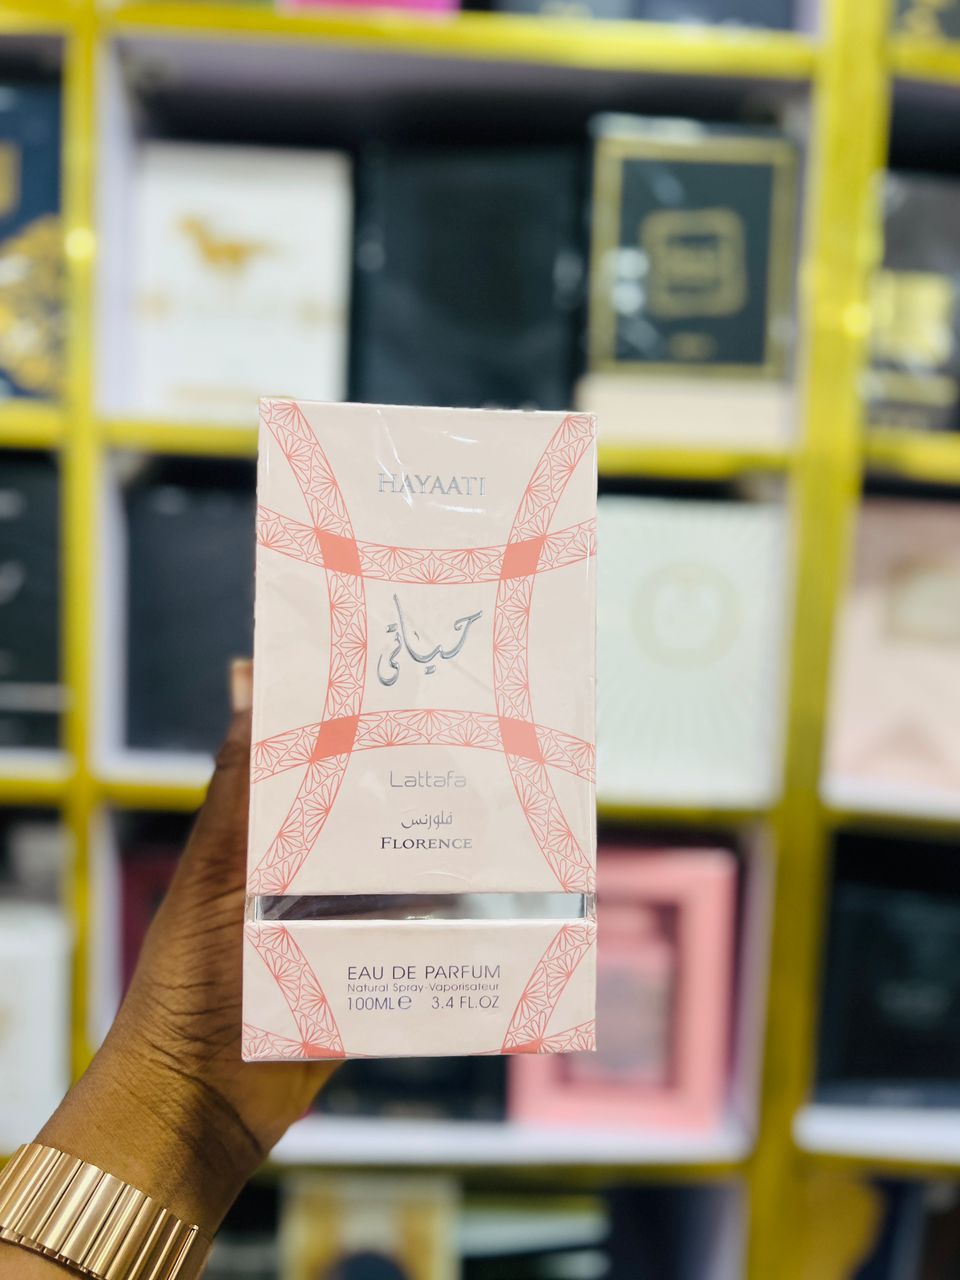 HAYAATI
حياتي
Lattafa
فلورنس
FLORENCE
EAU DE PARFUM
Natural Spray-Vaporisateur
100ML℮ 3.4 FL.OZ